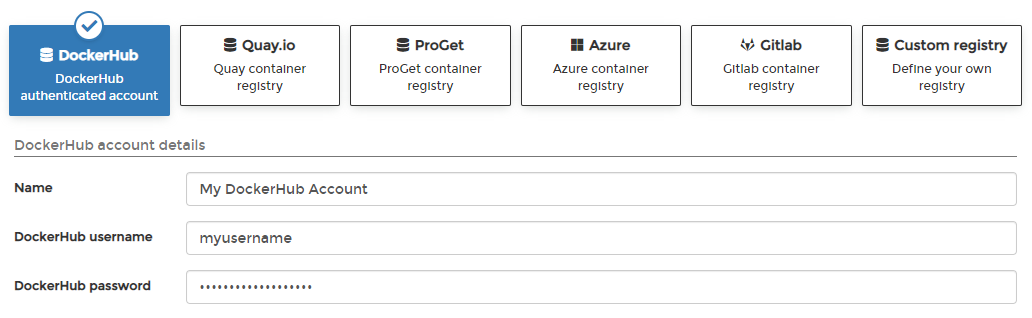 DockerHub
DockerHub
authenticated account
Quay.io
Quay container
registry
ProGet
ProGet container
registry
Azure
Azure container
registry
Gitlab
Gitlab container
registry
Custom registry
Define your own
registry
DockerHub account details
Name
My DockerHub Account
DockerHub username
myusername
DockerHub password
•••••••••••••••••••